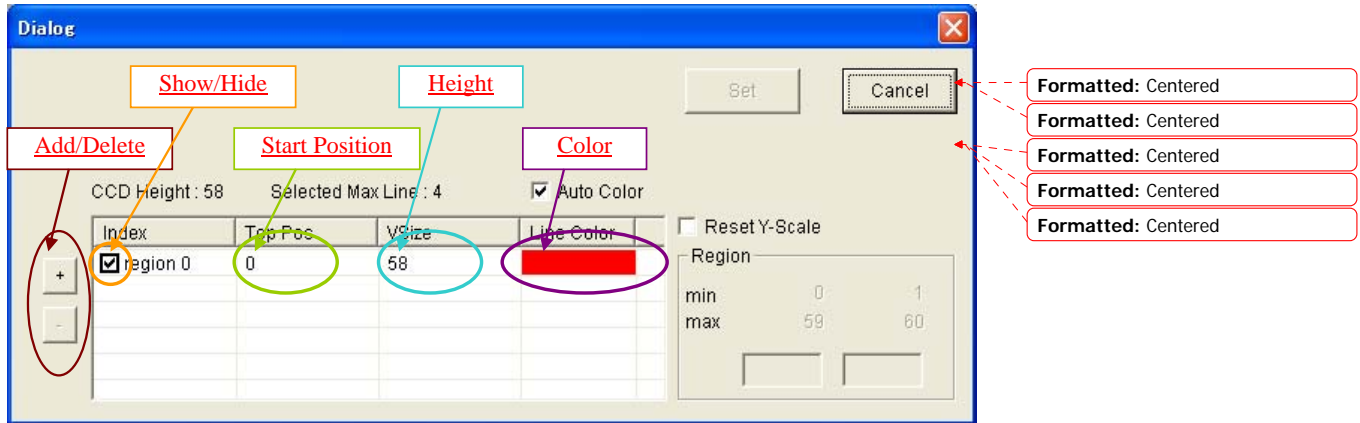 Dialog
Show/Hide
Height
Set
Cancel
Add/Delete
Start Position
Color
CCD Height : 58
Selected Max Line : 4
Auto Color
Index
Top Pos
VSize
Line Color
Reset Y-Scale
region 0
0
58
+
-
Region
min 0 1
max 59 60
Formatted: Centered
Formatted: Centered
Formatted: Centered
Formatted: Centered
Formatted: Centered